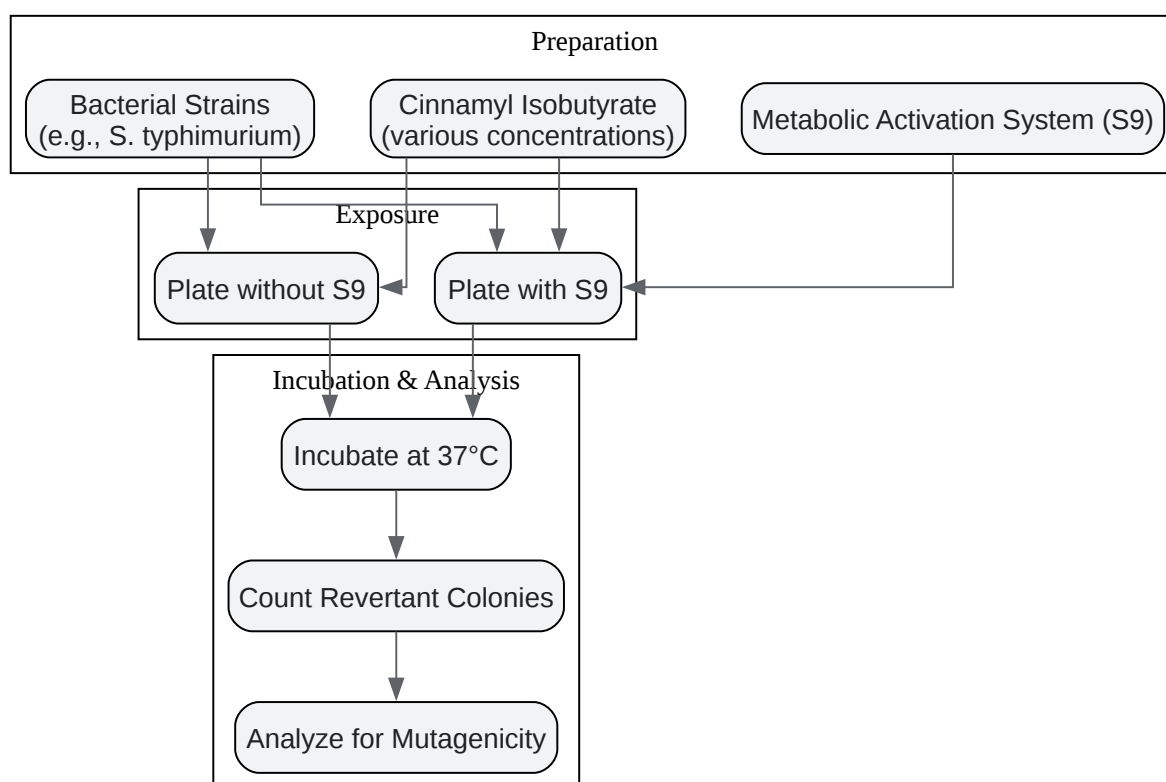 Preparation
Bacterial Strains
(e.g., S. typhimurium)
Cinnamyl Isobutyrate
(various concentrations)
Metabolic Activation System (S9)
Exposure
Plate without S9
Plate with S9
Incubation & Analysis
Incubate at 37°C
Count Revertant Colonies
Analyze for Mutagenicity